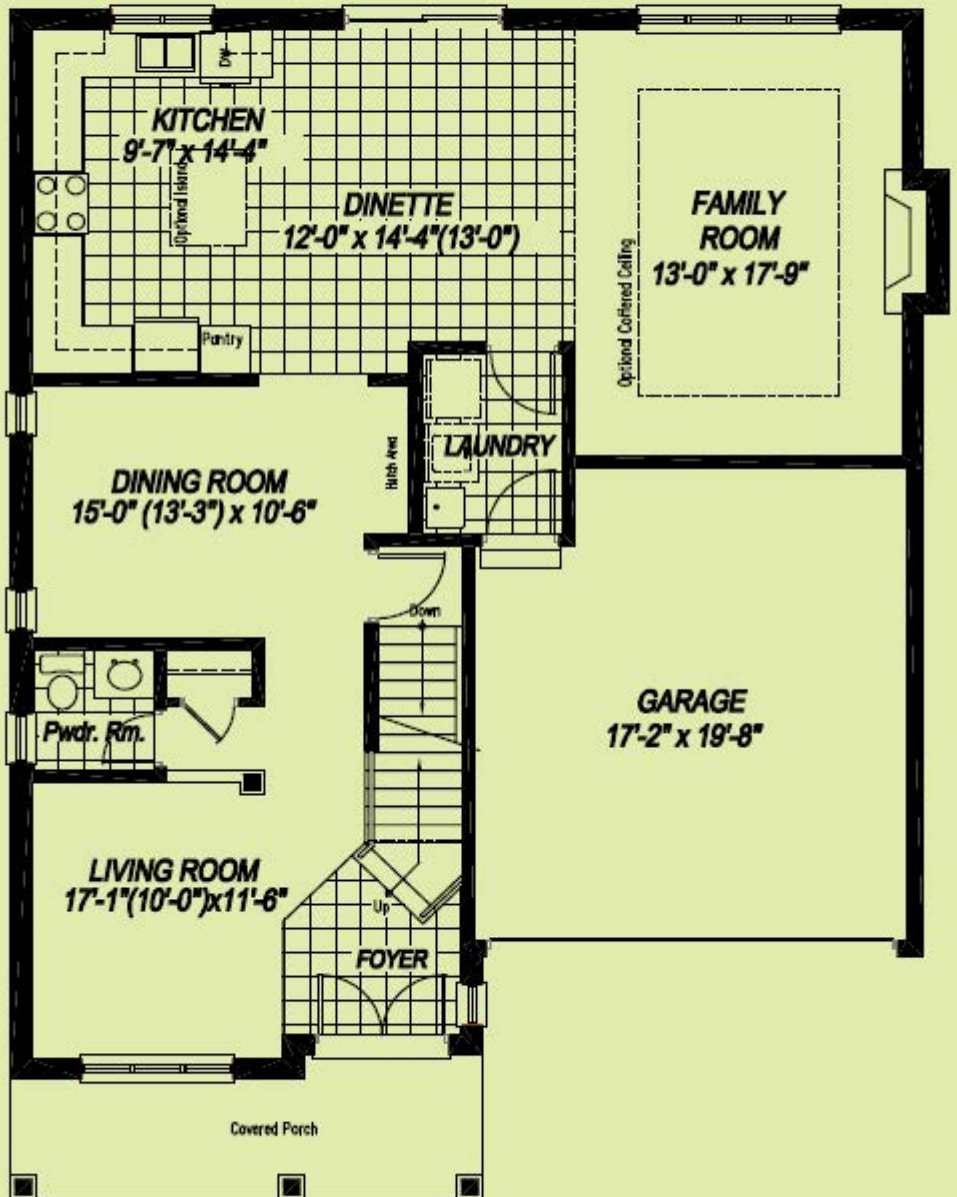 DW
KITCHEN
9'-7" x 14'-4"
Optional Island
DINETTE
12'-0" x 14'-4"(13'-0")
FAMILY
ROOM
13'-0" x 17'-9"
Optional Coffered Ceiling
Pantry
LAUNDRY
Hutch Area
DINING ROOM
15'-0" (13'-3") x 10'-6"
Down
GARAGE
17'-2" x 19'-8"
Pwdr. Rm.
LIVING ROOM
17'-1"(10'-0")x11'-6"
Up
FOYER
Covered Porch